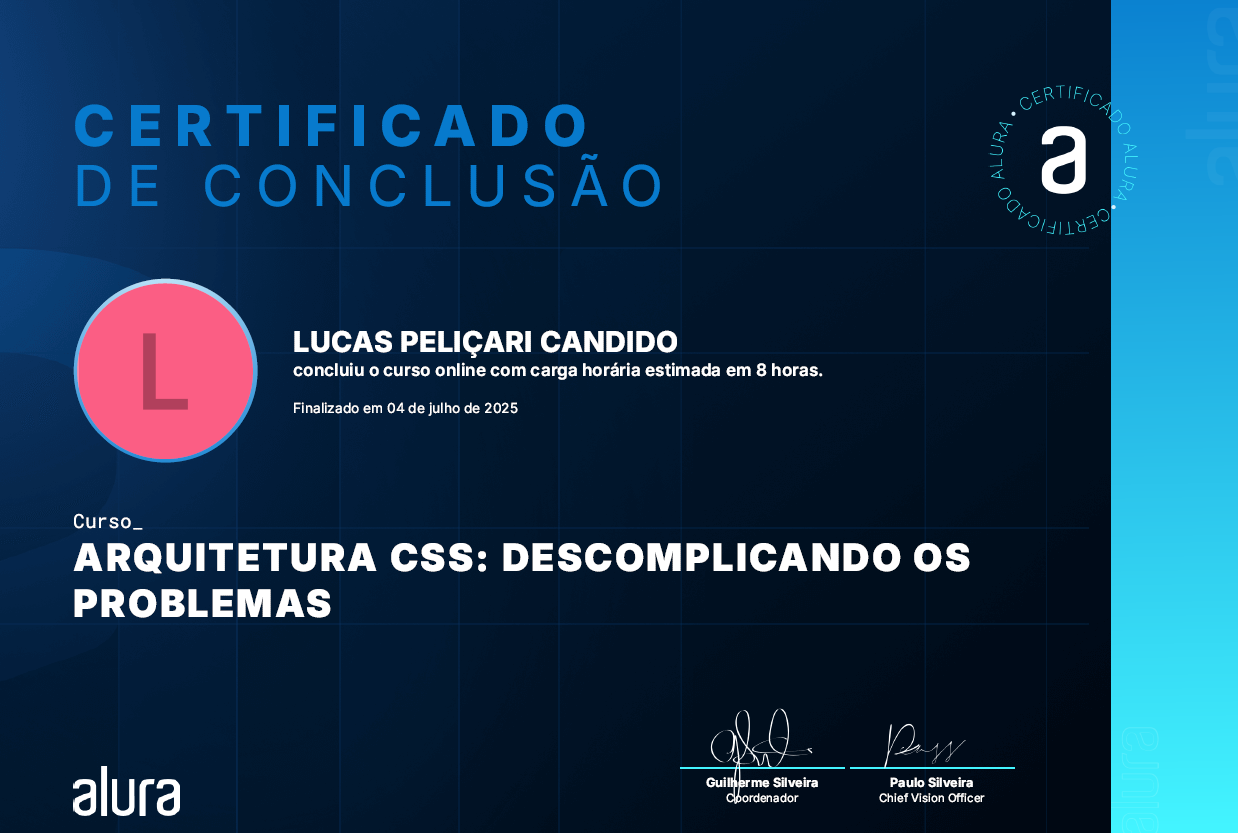 CERTIFICADO
DE CONCLUSÃO
CERTIFICADO ALURA • CERTIFICADO ALURA •
a
L
LUCAS PELIÇARI CANDIDO
concluiu o curso online com carga horária estimada em 8 horas.
Finalizado em 04 de julho de 2025
Curso_
ARQUITETURA CSS: DESCOMPLICANDO OS
PROBLEMAS
Guilherme Silveira
Coordenador
Paulo Silveira
Chief Vision Officer
alura
alura
alura